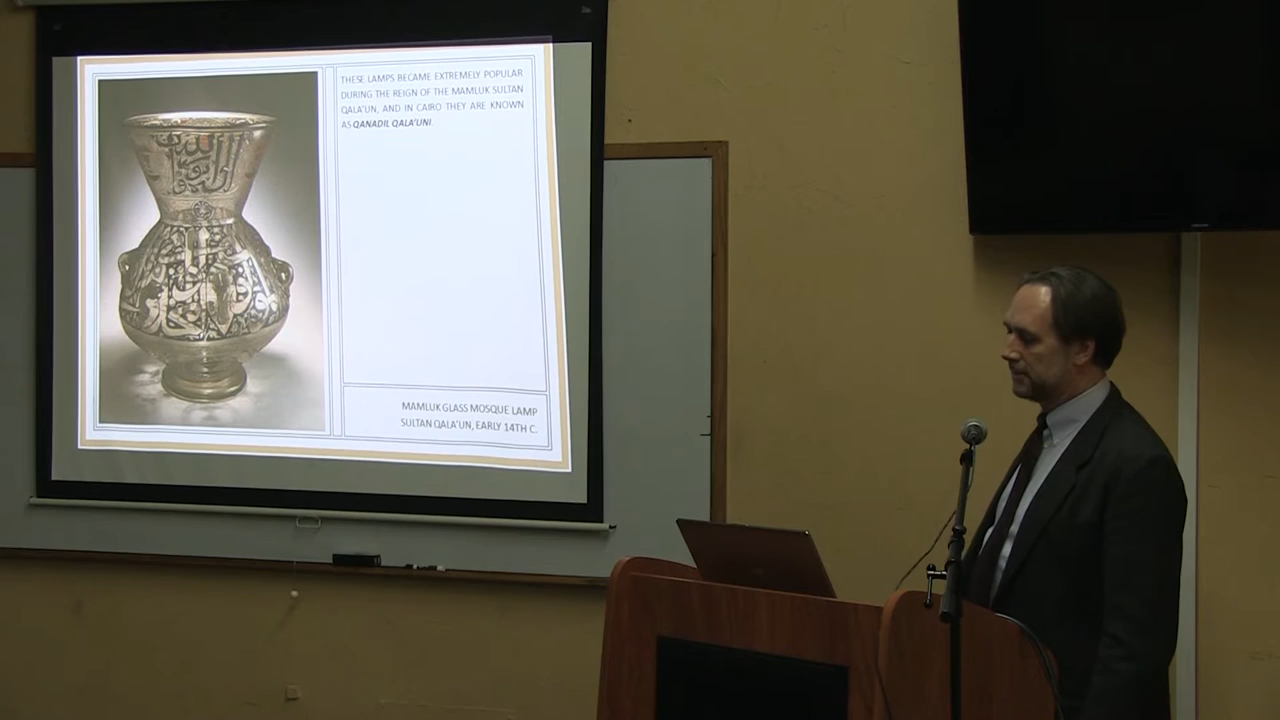 THESE LAMPS BECAME EXTREMELY POPULAR
DURING THE REIGN OF THE MAMLUK SULTAN
QALA'UN, AND IN CAIRO THEY ARE KNOWN
AS QANADIL QALA'UNI.
MAMLUK GLASS MOSQUE LAMP
SULTAN QALA'UN, EARLY 14TH C.